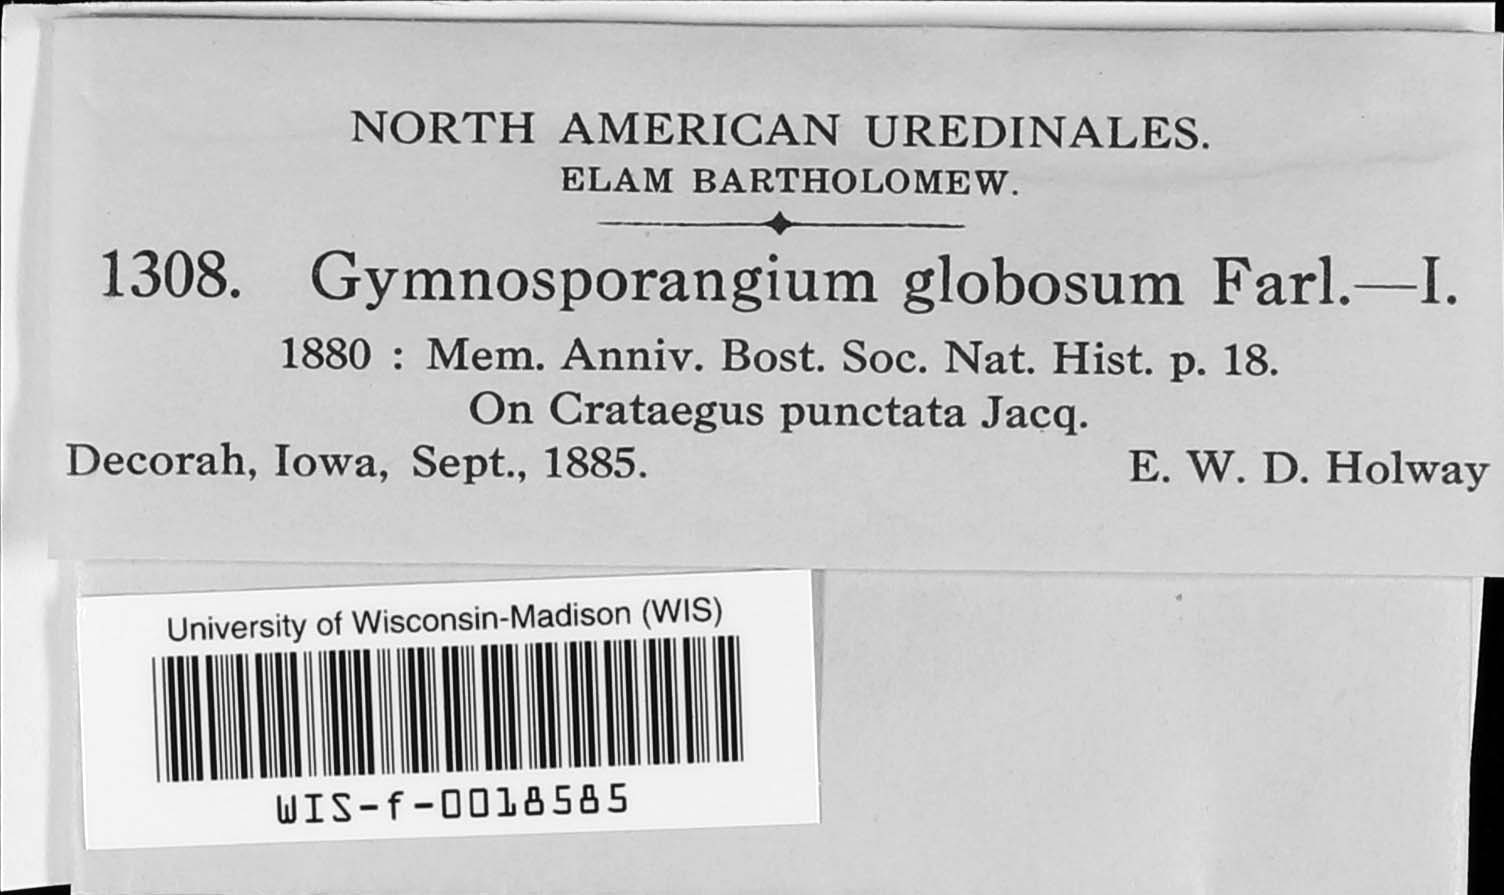 NORTH AMERICAN UREDINALES.
ELAM BARTHOLOMEW.
1308. Gymnosporangium globosum Farl.—I.
1880 : Mem. Anniv. Bost. Soc. Nat. Hist. p. 18.
On Crataegus punctata Jacq.
Decorah, Iowa, Sept., 1885. E. W. D. Holway
University of Wisconsin-Madison (WIS)
WIS-f-0018585